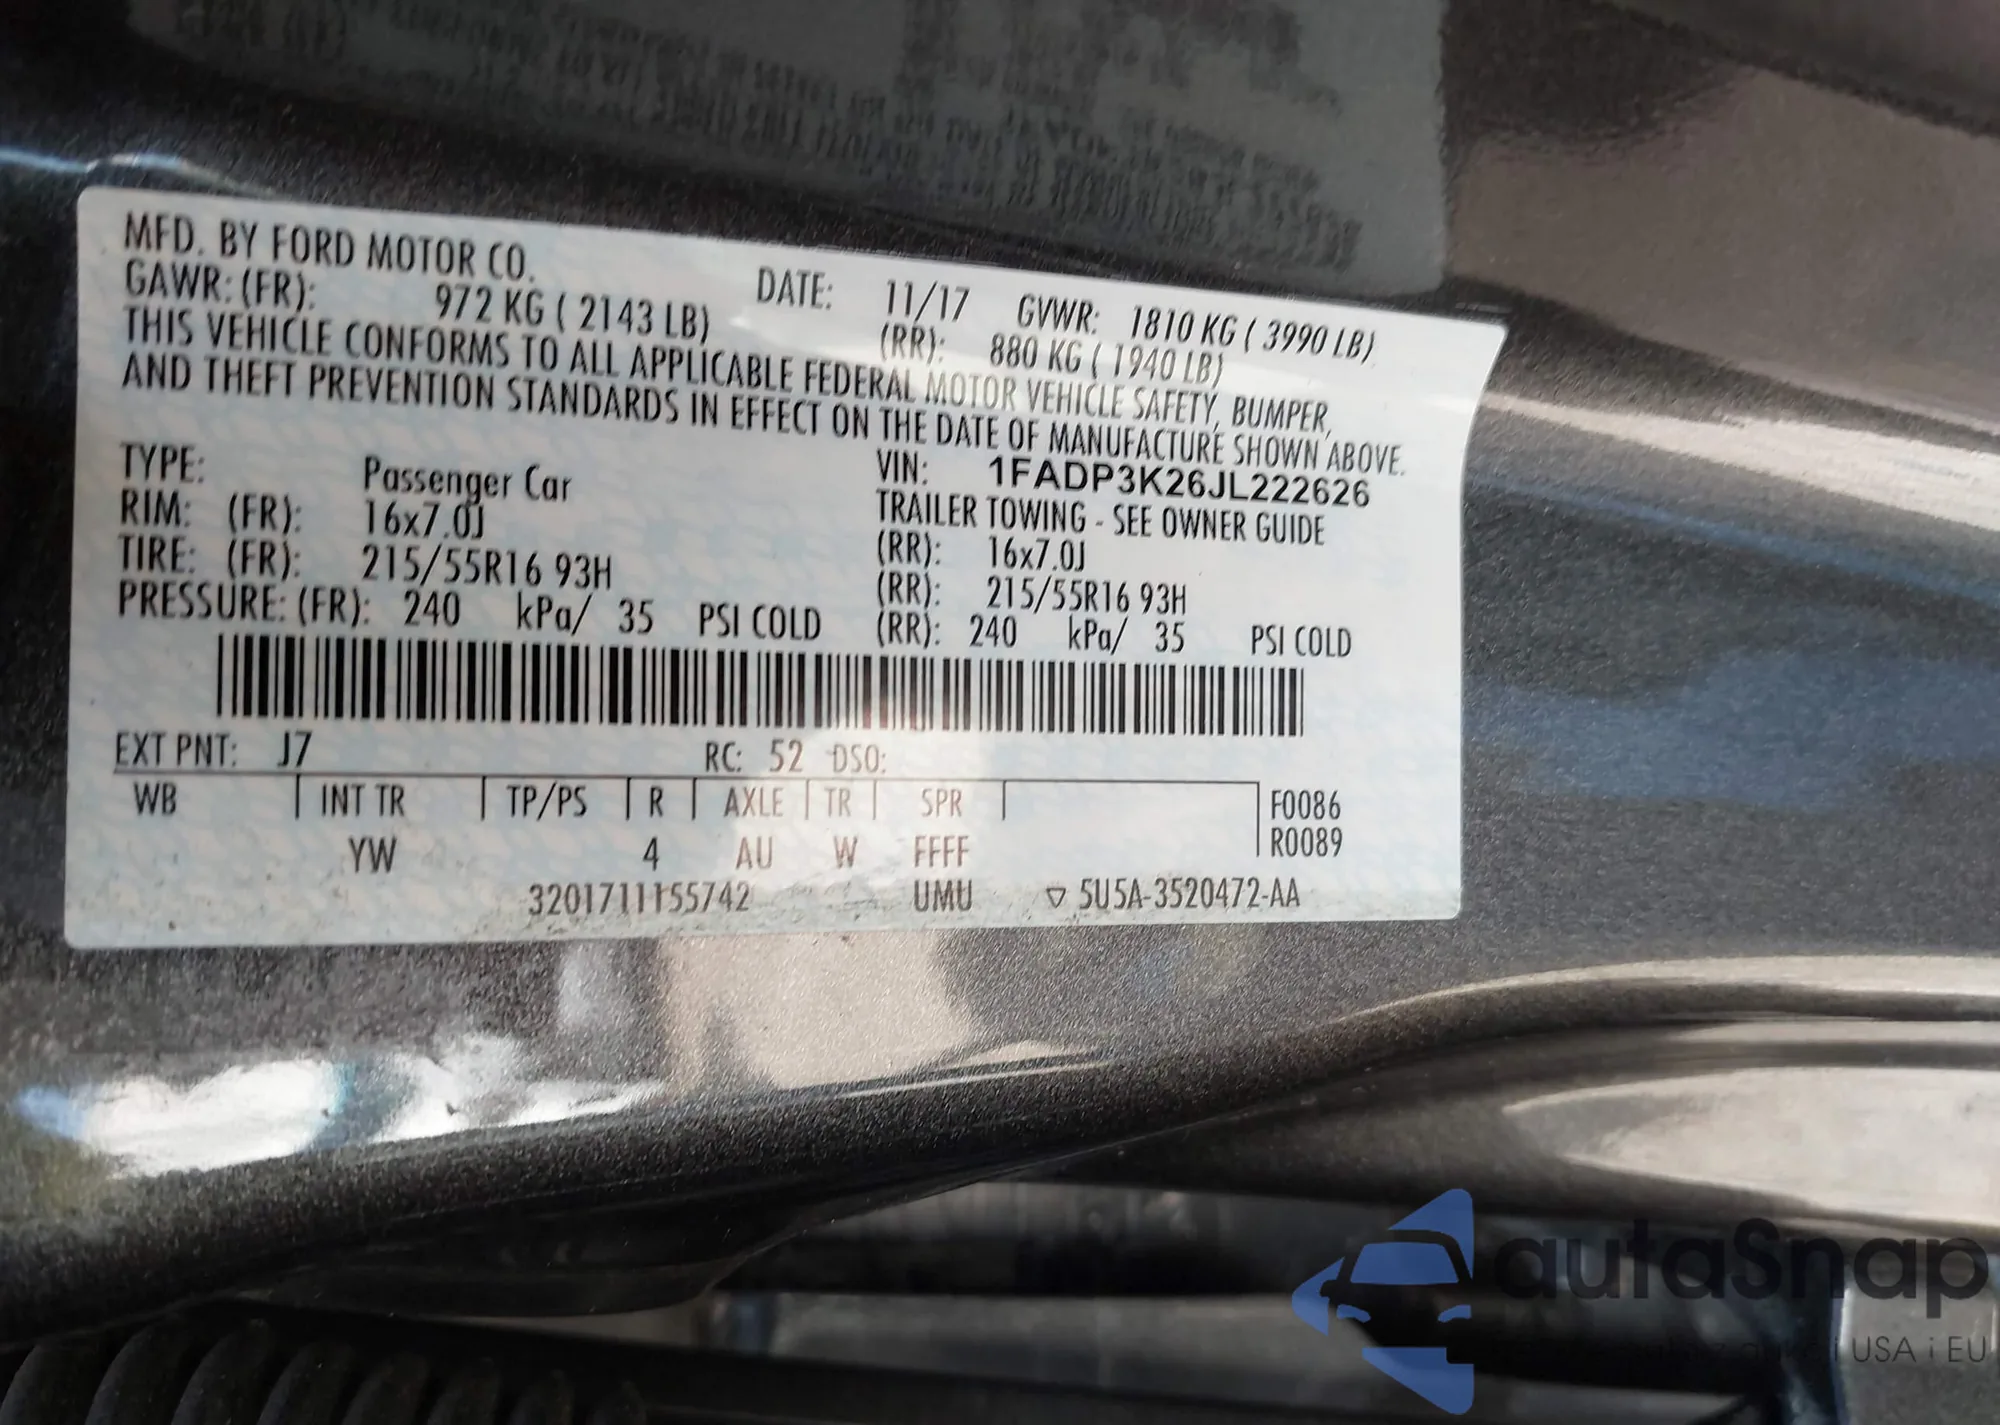 MFD. BY FORD MOTOR CO.
DATE: 11/17 GVWR: 1810 KG ( 3990 LB)
GAWR: (FR): 972 KG ( 2143 LB) (RR): 880 KG ( 1940 LB)
THIS VEHICLE CONFORMS TO ALL APPLICABLE FEDERAL MOTOR VEHICLE SAFETY, BUMPER,
AND THEFT PREVENTION STANDARDS IN EFFECT ON THE DATE OF MANUFACTURE SHOWN ABOVE.
TYPE: Passenger Car VIN: 1FADP3K26JL222626
TRAILER TOWING - SEE OWNER GUIDE
RIM: (FR): 16x7.0J (RR): 16x7.0J
TIRE: (FR): 215/55R16 93H (RR): 215/55R16 93H
PRESSURE: (FR): 240 kPa/ 35 PSI COLD (RR): 240 kPa/ 35 PSI COLD
EXT PNT: J7 RC: 52 DSO:
WB INT TR TP/PS R AXLE TR SPR F0086
R0089
YW 4 AU W FFFF
3201711155742 UMU ▽ 5U5A-3520472-AA
autaSnap
USA i EU